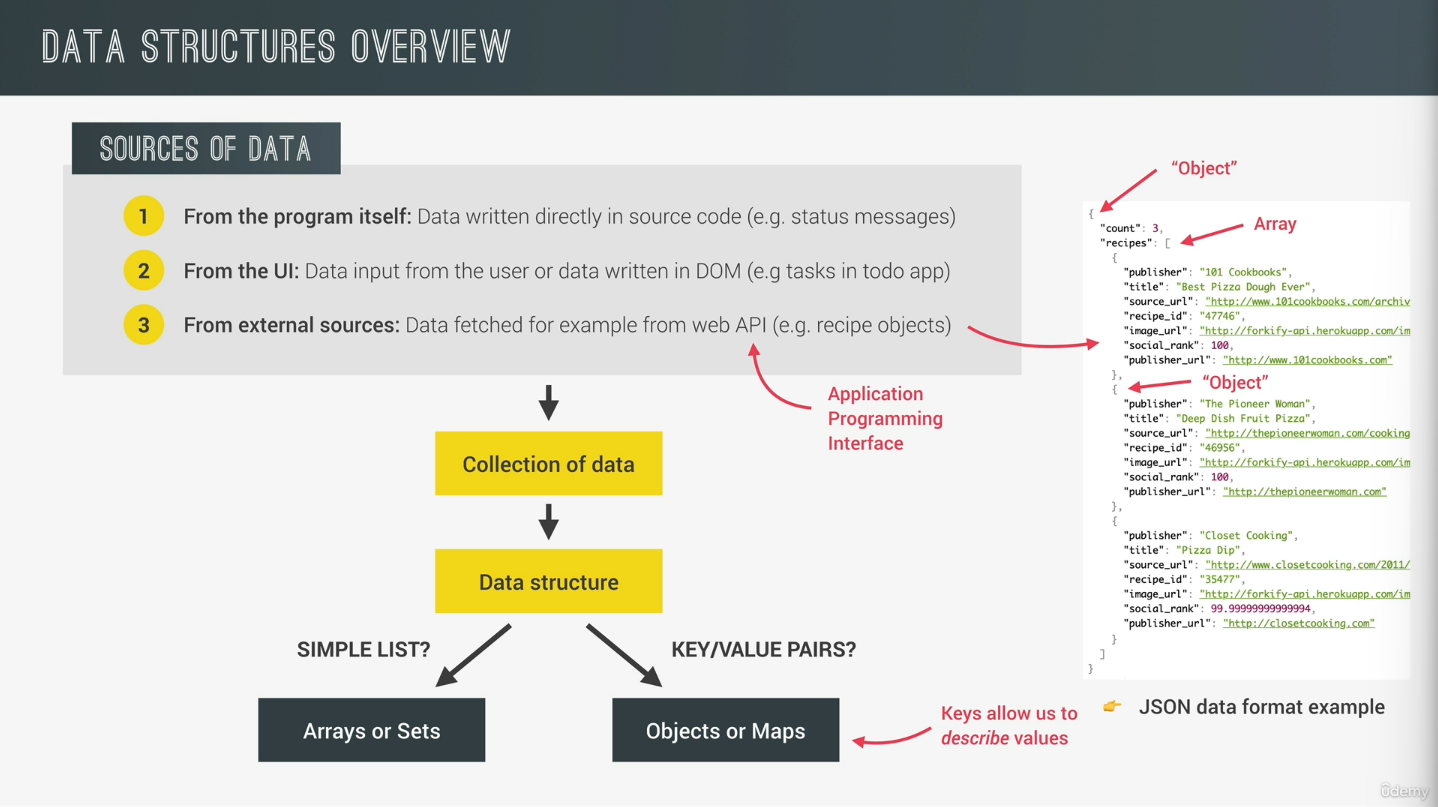 DATA STRUCTURES OVERVIEW
SOURCES OF DATA
1 From the program itself: Data written directly in source code (e.g. status messages)
2 From the UI: Data input from the user or data written in DOM (e.g tasks in todo app)
3 From external sources: Data fetched for example from web API (e.g. recipe objects)
Application
Programming
Interface
Collection of data
Data structure
SIMPLE LIST?
KEY/VALUE PAIRS?
Arrays or Sets
Objects or Maps
Keys allow us to
describe values
“Object”
Array
{
"count": 3,
"recipes": [
{
"publisher": "101 Cookbooks",
"title": "Best Pizza Dough Ever",
"source_url": "http://www.101cookbooks.com/archiv
"recipe_id": "47746",
"image_url": "http://forkify-api.herokuapp.com/im
"social_rank": 100,
"publisher_url": "http://www.101cookbooks.com"
},
{
“Object”
"publisher": "The Pioneer Woman",
"title": "Deep Dish Fruit Pizza",
"source_url": "http://thepioneerwoman.com/cooking
"recipe_id": "46956",
"image_url": "http://forkify-api.herokuapp.com/im
"social_rank": 100,
"publisher_url": "http://thepioneerwoman.com"
},
{
"publisher": "Closet Cooking",
"title": "Pizza Dip",
"source_url": "http://www.closetcooking.com/2011/
"recipe_id": "35477",
"image_url": "http://forkify-api.herokuapp.com/im
"social_rank": 99.99999999999994,
"publisher_url": "http://closetcooking.com"
}
]
}
👉 JSON data format example
ûdemy